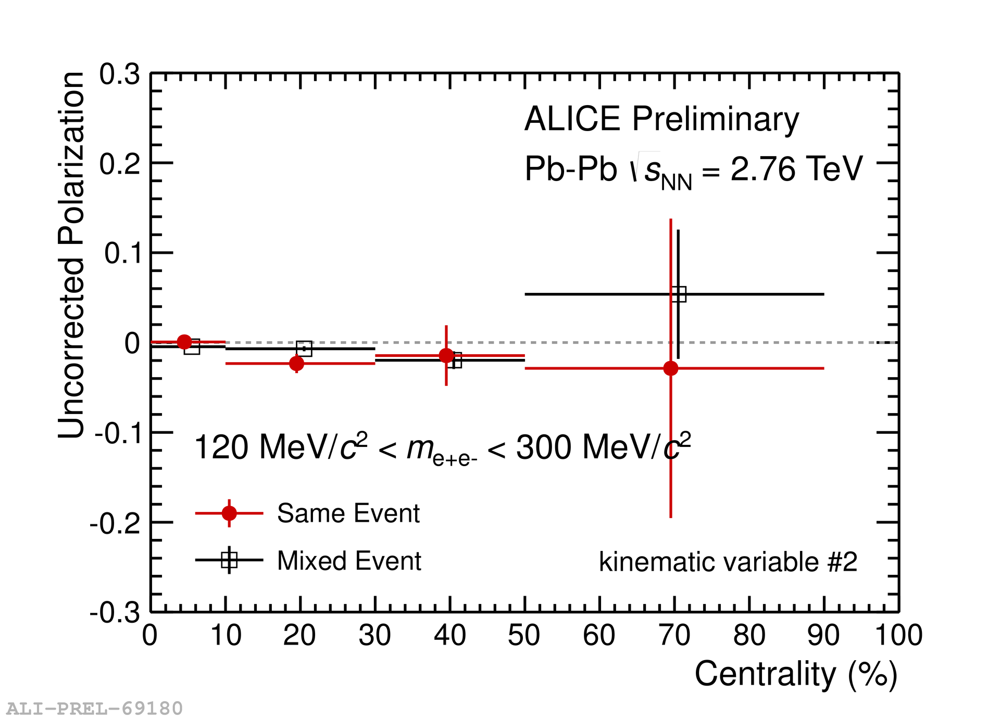 Uncorrected Polarization
0.3
0.2
0.1
0
-0.1
-0.2
-0.3
ALICE Preliminary
Pb-Pb √sNN = 2.76 TeV
120 MeV/c² < me+e- < 300 MeV/c²
Same Event
Mixed Event
kinematic variable #2
0 10 20 30 40 50 60 70 80 90 100
Centrality (%)
ALI-PREL-69180